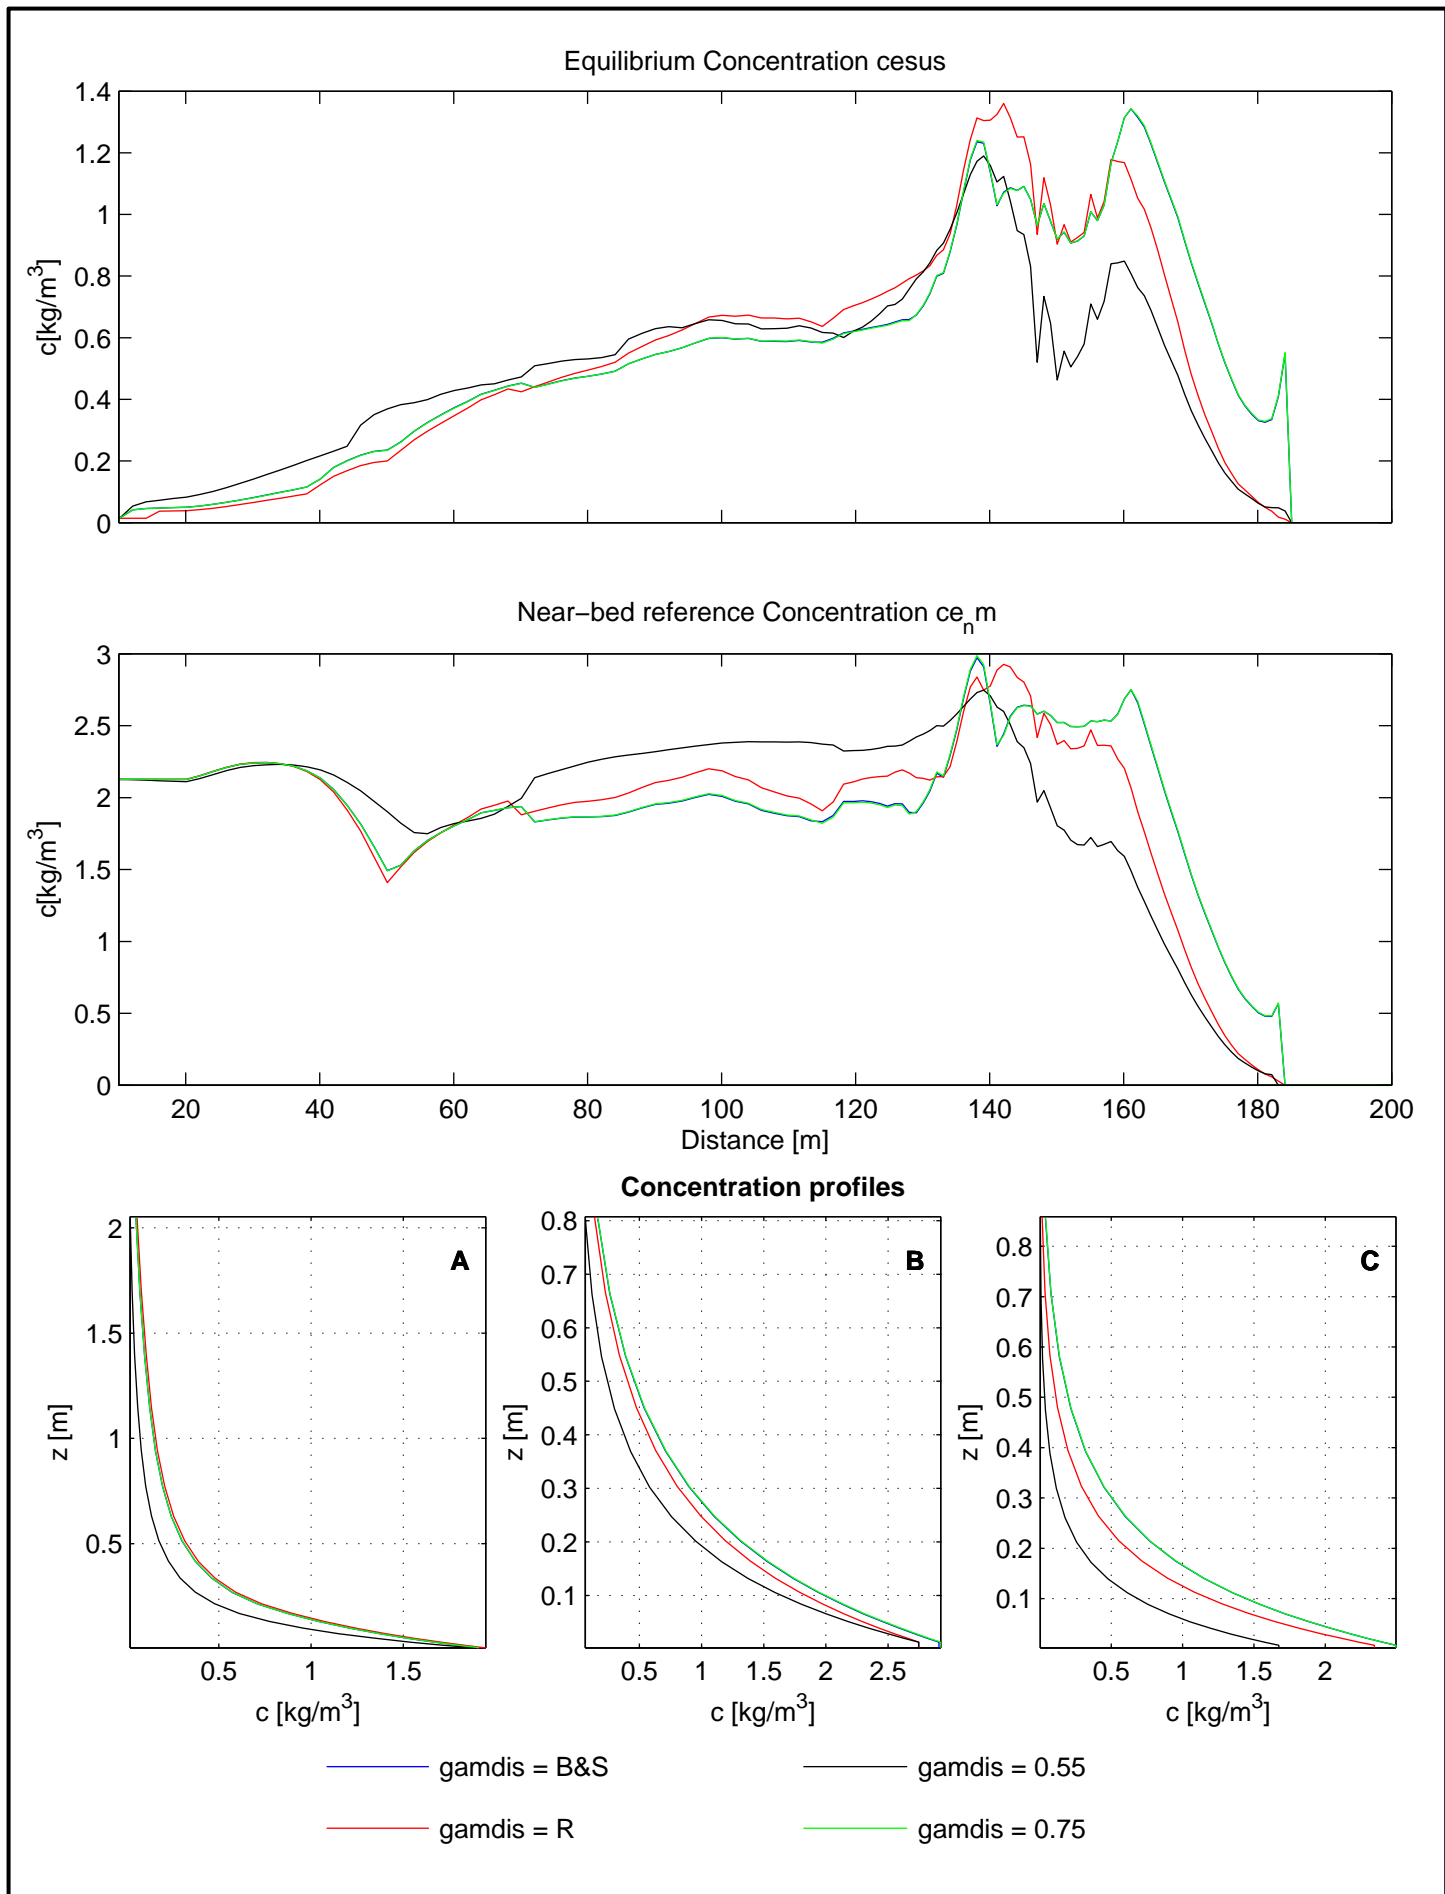 Equilibrium Concentration cesus
1.4
1.2
1
0.8
0.6
0.4
0.2
0
c[kg/m³]
Near−bed reference Concentration ceₙm
3
2.5
2
1.5
1
0.5
0
c[kg/m³]
20 40 60 80 100 120 140 160 180 200
Distance [m]
Concentration profiles
A
2
1.5
1
0.5
z [m]
0.5 1 1.5
c [kg/m³]
B
0.8
0.7
0.6
0.5
0.4
0.3
0.2
0.1
z [m]
0.5 1 1.5 2 2.5
c [kg/m³]
C
0.8
0.7
0.6
0.5
0.4
0.3
0.2
0.1
z [m]
0.5 1 1.5 2
c [kg/m³]
gamdis = B&S
gamdis = 0.55
gamdis = R
gamdis = 0.75